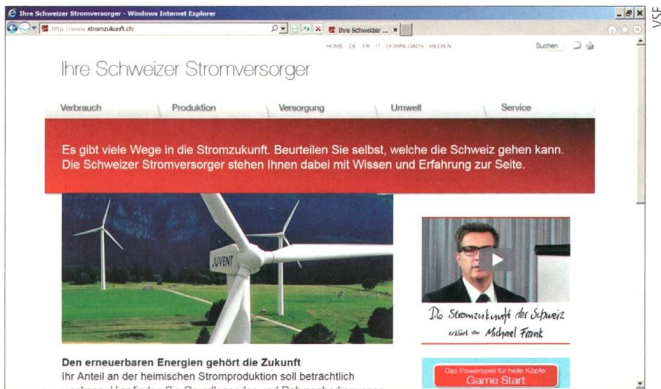 Ihre Schweizer Stromversorger - Windows Internet Explorer
http://www.stromzukunft.ch/
Ihre Schweizer ...
VSE
HOME DE FR IT DOWNLOADS MEDIEN
Suchen
Ihre Schweizer Stromversorger
Verbrauch Produktion Versorgung Umwelt Service
Es gibt viele Wege in die Stromzukunft. Beurteilen Sie selbst, welche die Schweiz gehen kann.
Die Schweizer Stromversorger stehen Ihnen dabei mit Wissen und Erfahrung zur Seite.
JUVENT
Die Stromzukunft der Schweiz
erklärt von Michael Frank
Den erneuerbaren Energien gehört die Zukunft
Ihr Anteil an der heimischen Stromproduktion soll beträchtlich
Das Powerspiel für helle Köpfe:
Game Start